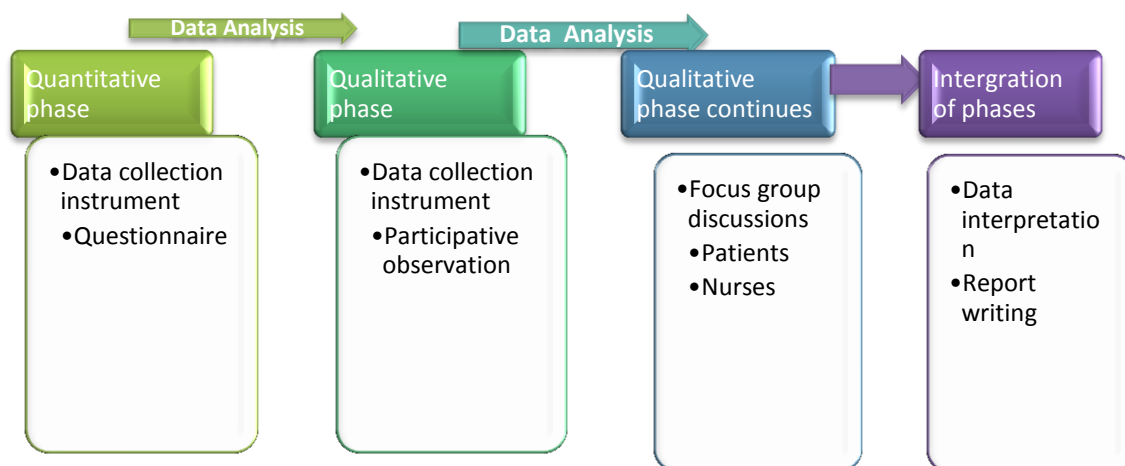 Data Analysis
Data Analysis
Quantitative
phase
Qualitative
phase
Qualitative
phase continues
Intergration
of phases
•Data collection
instrument
•Questionnaire
•Data collection
instrument
•Participative
observation
•Focus group
discussions
•Patients
•Nurses
•Data
interpretatio
n
•Report
writing